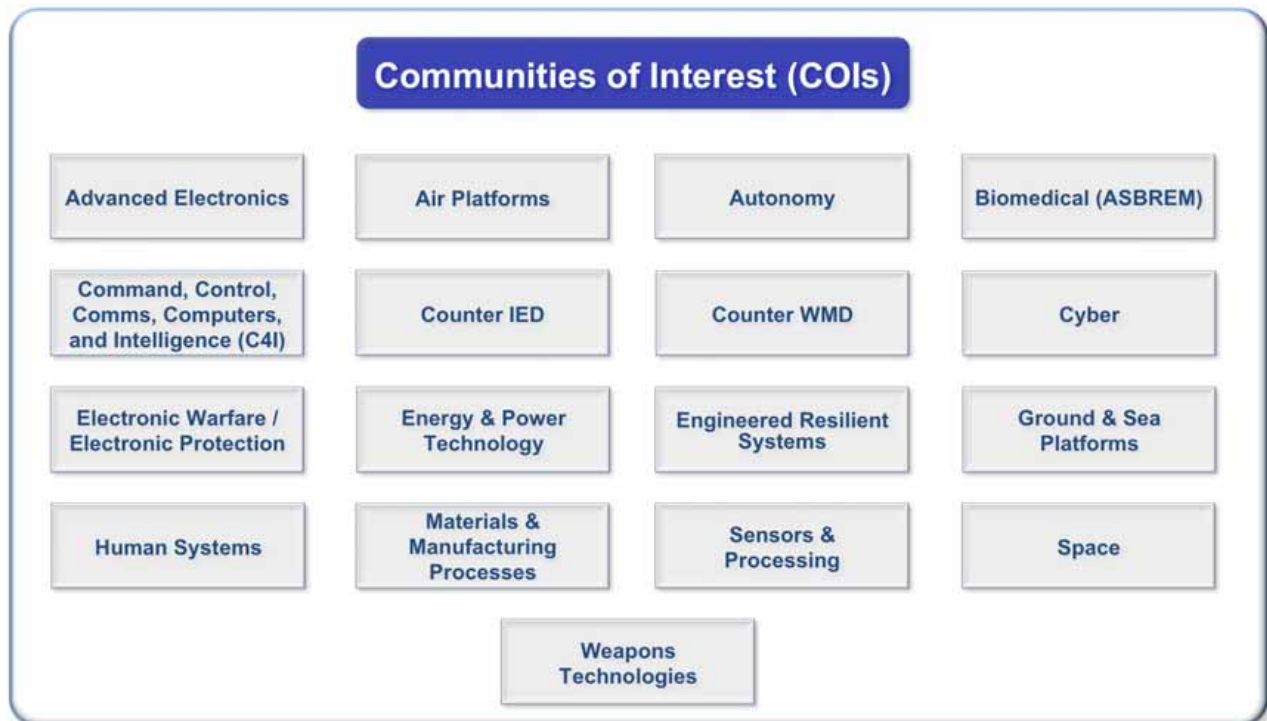 Communities of Interest (COIs)
Advanced Electronics
Air Platforms
Autonomy
Biomedical (ASBREM)
Command, Control,
Comms, Computers,
and Intelligence (C4I)
Counter IED
Counter WMD
Cyber
Electronic Warfare /
Electronic Protection
Energy & Power
Technology
Engineered Resilient
Systems
Ground & Sea
Platforms
Human Systems
Materials &
Manufacturing
Processes
Sensors &
Processing
Space
Weapons
Technologies